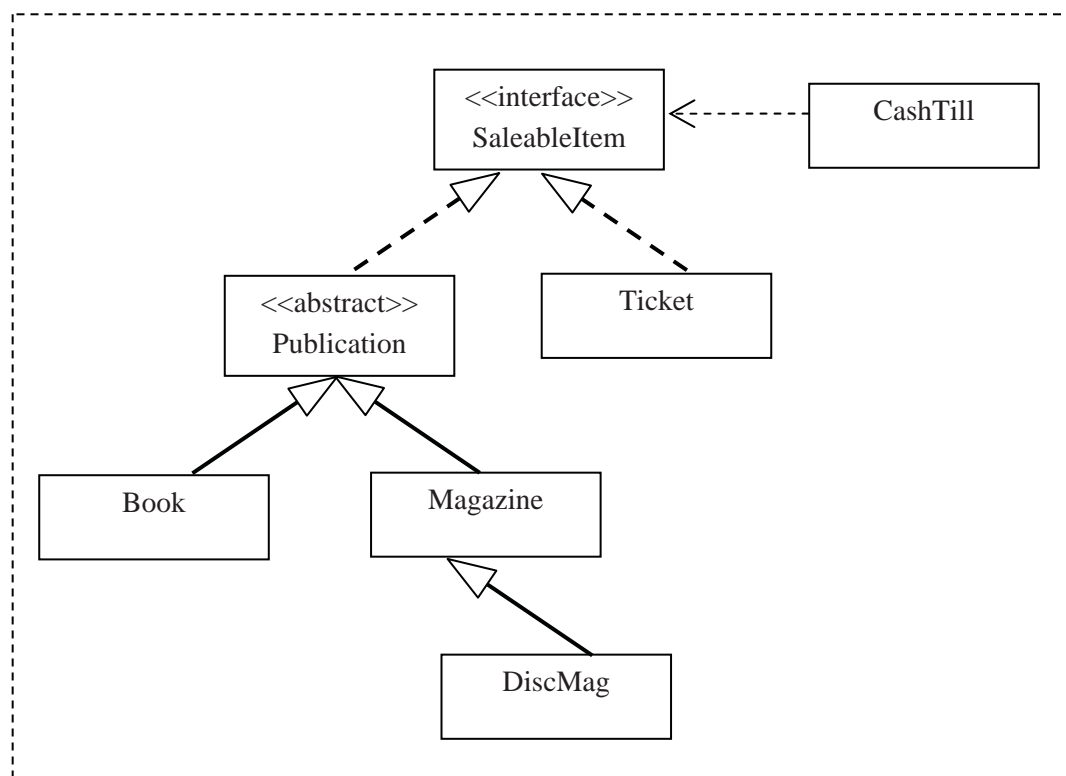 <<interface>>
SaleableItem
CashTill
<<abstract>>
Publication
Ticket
Book
Magazine
DiscMag